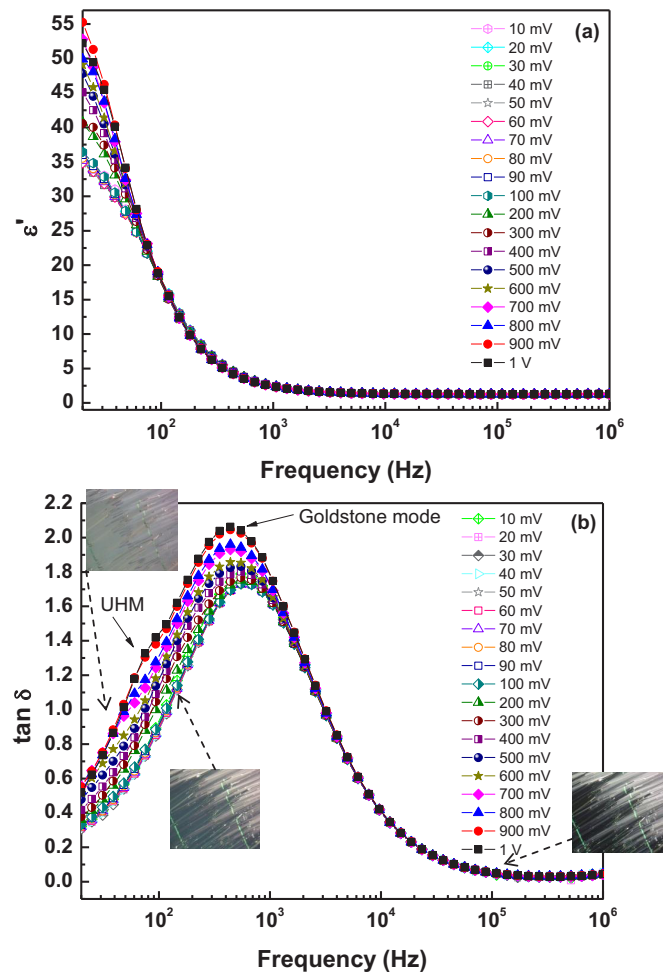 (a)
55
50
45
40
35
30
25
20
15
10
5
0
ε'
10 mV
20 mV
30 mV
40 mV
50 mV
60 mV
70 mV
80 mV
90 mV
100 mV
200 mV
300 mV
400 mV
500 mV
600 mV
700 mV
800 mV
900 mV
1 V
10²
10³
10⁴
10⁵
10⁶
Frequency (Hz)
(b)
2.2
2.0
1.8
1.6
1.4
1.2
1.0
0.8
0.6
0.4
0.2
0.0
tan δ
Goldstone mode
UHM
10 mV
20 mV
30 mV
40 mV
50 mV
60 mV
70 mV
80 mV
90 mV
100 mV
200 mV
300 mV
400 mV
500 mV
600 mV
700 mV
800 mV
900 mV
1 V
10²
10³
10⁴
10⁵
10⁶
Frequency (Hz)